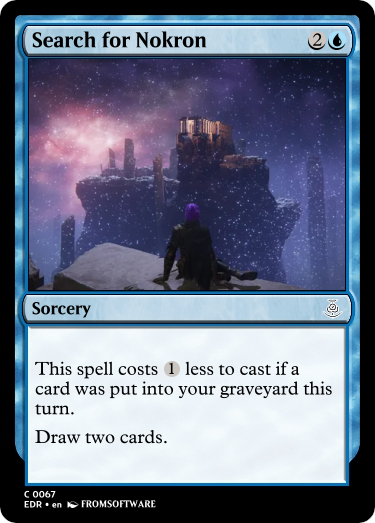 Search for Nokron 2
Sorcery
This spell costs 1 less to cast if a
card was put into your graveyard this
turn.
Draw two cards.
C 0067
EDR • en FROMSOFTWARE